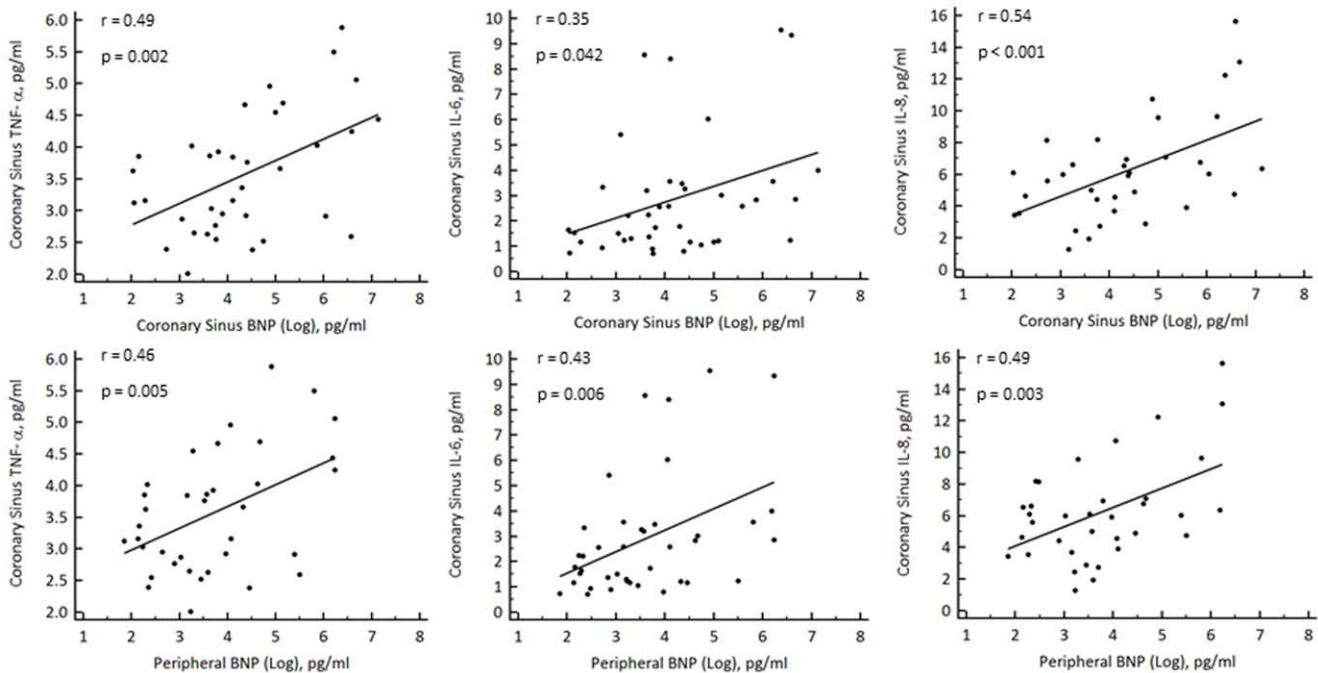 r = 0.49
p = 0.002
Coronary Sinus TNF- α, pg/ml
6.0
5.5
5.0
4.5
4.0
3.5
3.0
2.5
2.0
1 2 3 4 5 6 7 8
Coronary Sinus BNP (Log), pg/ml
r = 0.35
p = 0.042
Coronary Sinus IL-6, pg/ml
10
9
8
7
6
5
4
3
2
1
0
1 2 3 4 5 6 7 8
Coronary Sinus BNP (Log), pg/ml
r = 0.54
p < 0.001
Coronary Sinus IL-8, pg/ml
16
14
12
10
8
6
4
2
0
1 2 3 4 5 6 7 8
Coronary Sinus BNP (Log), pg/ml
r = 0.46
p = 0.005
Coronary Sinus TNF- α, pg/ml
6.0
5.5
5.0
4.5
4.0
3.5
3.0
2.5
2.0
1 2 3 4 5 6 7 8
Peripheral BNP (Log), pg/ml
r = 0.43
p = 0.006
Coronary Sinus IL-6, pg/ml
10
9
8
7
6
5
4
3
2
1
0
1 2 3 4 5 6 7 8
Peripheral BNP (Log), pg/ml
r = 0.49
p = 0.003
Coronary Sinus IL-8, pg/ml
16
14
12
10
8
6
4
2
0
1 2 3 4 5 6 7 8
Peripheral BNP (Log), pg/ml